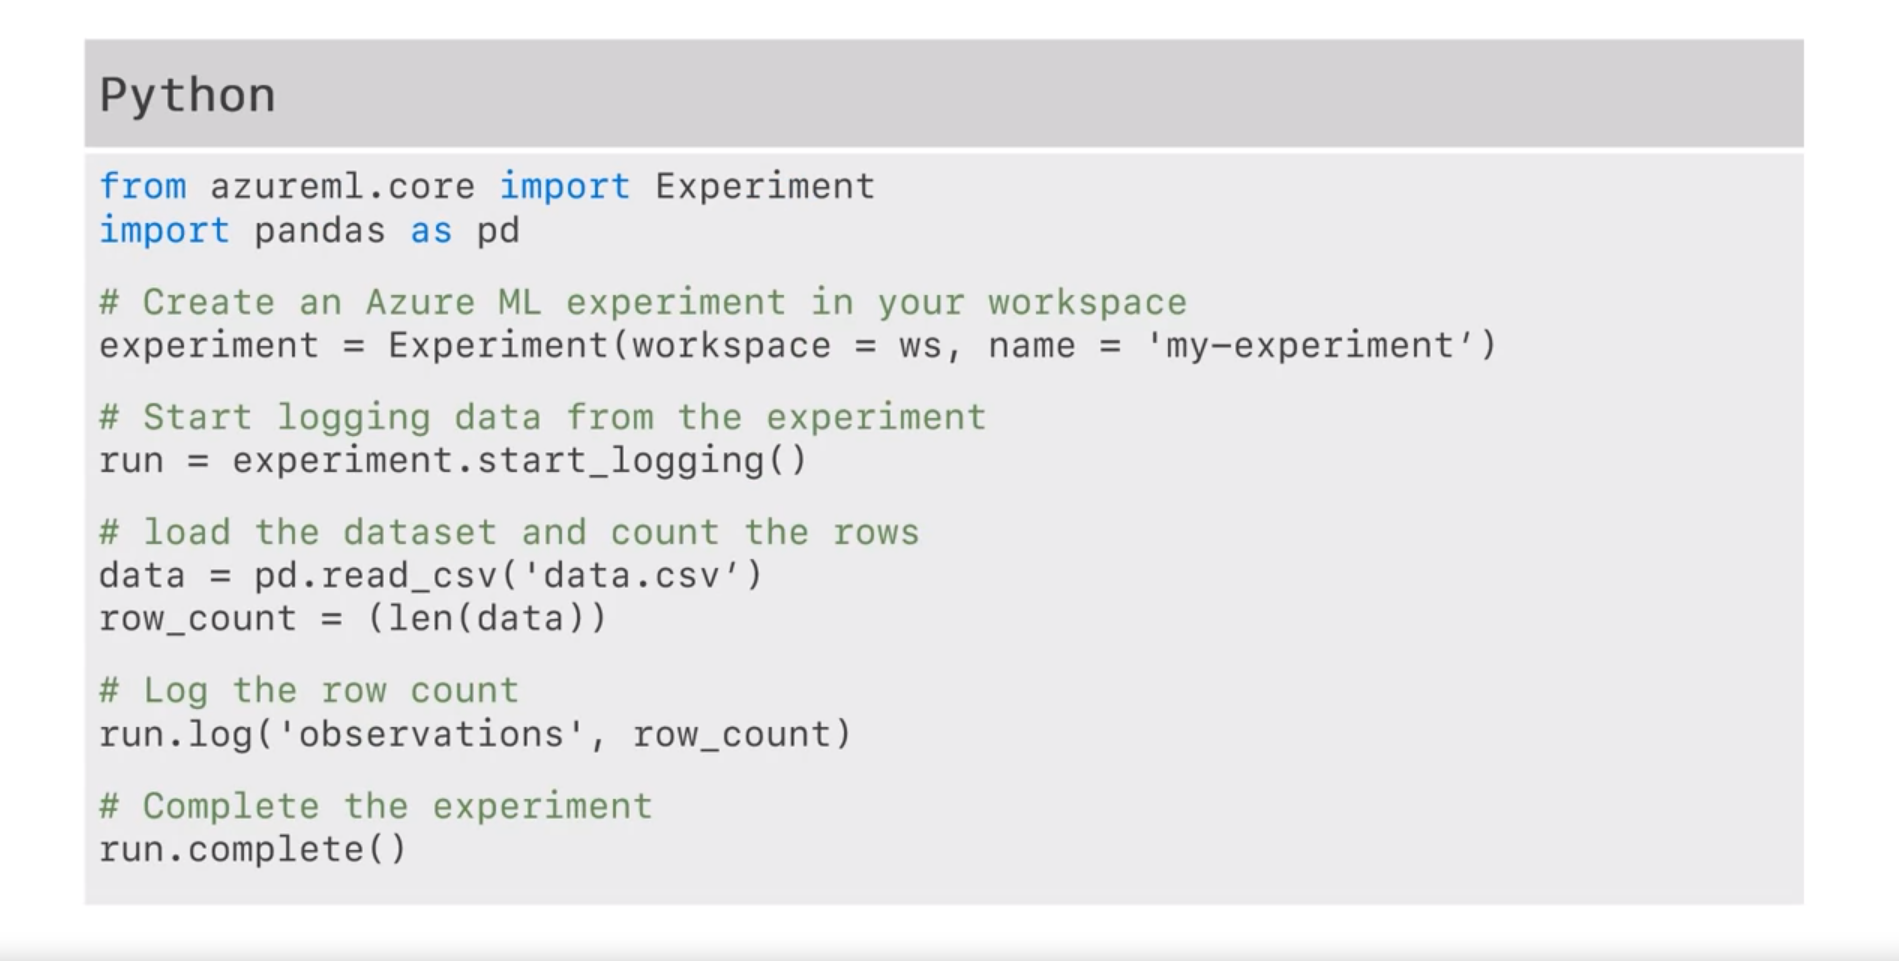 Python
from azureml.core import Experiment
import pandas as pd
# Create an Azure ML experiment in your workspace
experiment = Experiment(workspace = ws, name = 'my-experiment’)
# Start logging data from the experiment
run = experiment.start_logging()
# load the dataset and count the rows
data = pd.read_csv('data.csv’)
row_count = (len(data))
# Log the row count
run.log('observations', row_count)
# Complete the experiment
run.complete()